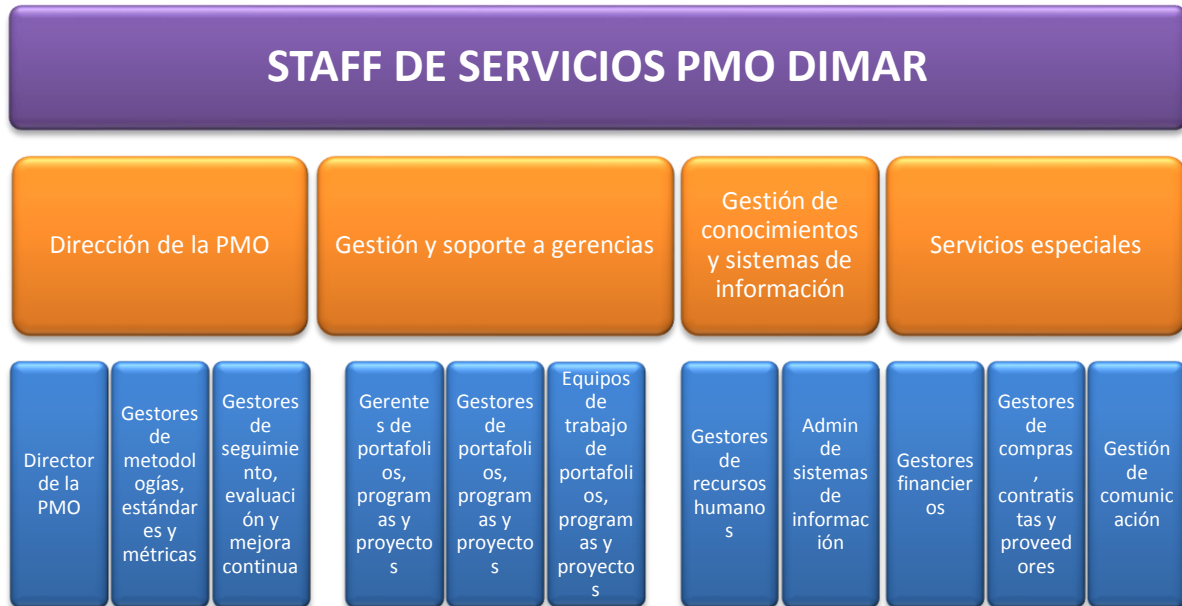 STAFF DE SERVICIOS PMO DIMAR
Dirección de la PMO
Gestión y soporte a gerencias
Gestión de
conocimientos
y sistemas de
información
Servicios especiales
Director
de la
PMO
Gestores
de
metodol
ogías,
estándar
es y
métricas
Gestores
de
seguimie
nto,
evaluaci
ón y
mejora
continua
Gerente
s de
portafoli
os,
program
as y
proyecto
s
Gestores
de
portafoli
os,
program
as y
proyecto
s
Equipos
de
trabajo
de
portafoli
os,
program
as y
proyecto
s
Gestores
de
recursos
humano
s
Admin
de
sistemas
de
informac
ión
Gestores
financier
os
Gestores
de
compras
,
contratis
tas y
proveed
ores
Gestión
de
comunic
ación